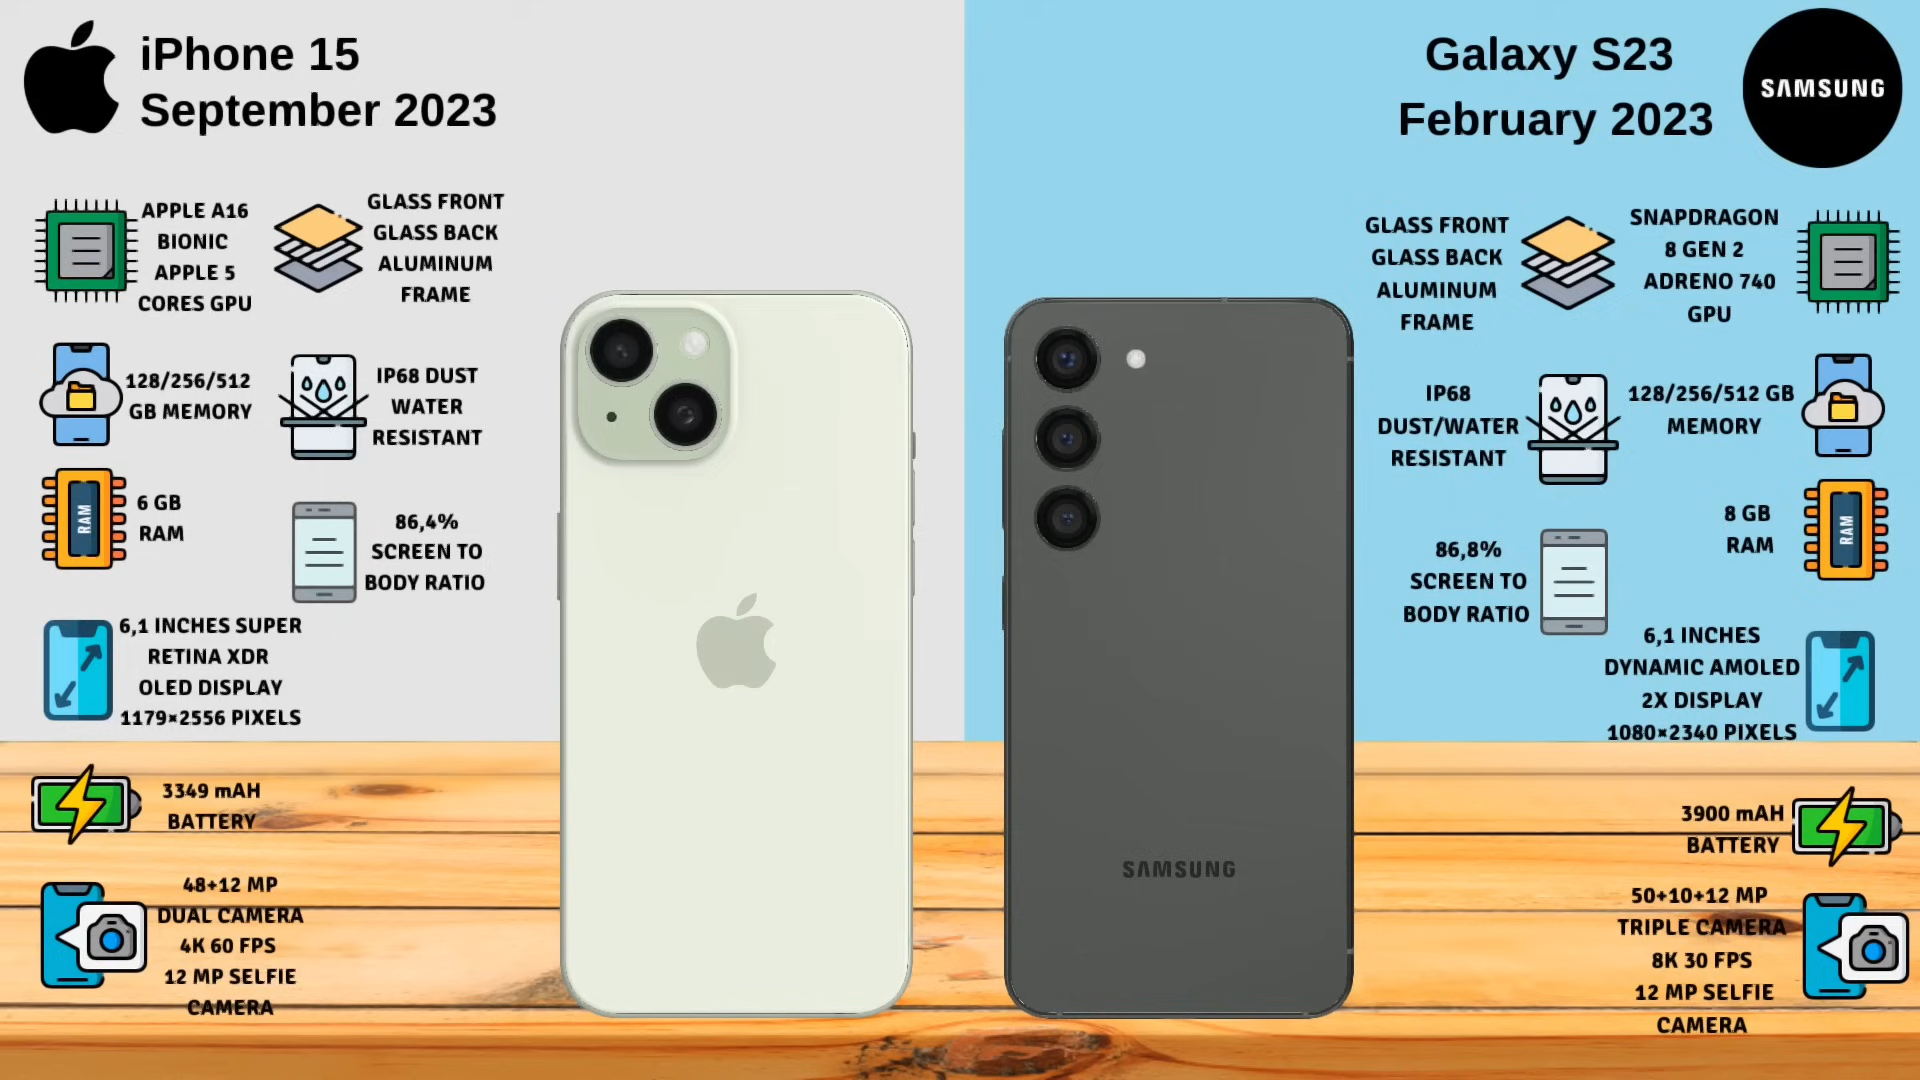 iPhone 15
September 2023
APPLE A16
BIONIC
APPLE 5
CORES GPU
GLASS FRONT
GLASS BACK
ALUMINUM
FRAME
128/256/512
GB MEMORY
IP68 DUST
WATER
RESISTANT
RAM
6 GB
RAM
86,4%
SCREEN TO
BODY RATIO
6,1 INCHES SUPER
RETINA XDR
OLED DISPLAY
1179×2556 PIXELS
3349 mAH
BATTERY
48+12 MP
DUAL CAMERA
4K 60 FPS
12 MP SELFIE
CAMERA
Galaxy S23
February 2023
SAMSUNG
GLASS FRONT
GLASS BACK
ALUMINUM
FRAME
SNAPDRAGON
8 GEN 2
ADRENO 740
GPU
IP68
DUST/WATER
RESISTANT
128/256/512 GB
MEMORY
86,8%
SCREEN TO
BODY RATIO
8 GB
RAM
RAM
6,1 INCHES
DYNAMIC AMOLED
2X DISPLAY
1080×2340 PIXELS
3900 mAH
BATTERY
50+10+12 MP
TRIPLE CAMERA
8K 30 FPS
12 MP SELFIE
CAMERA
SAMSUNG